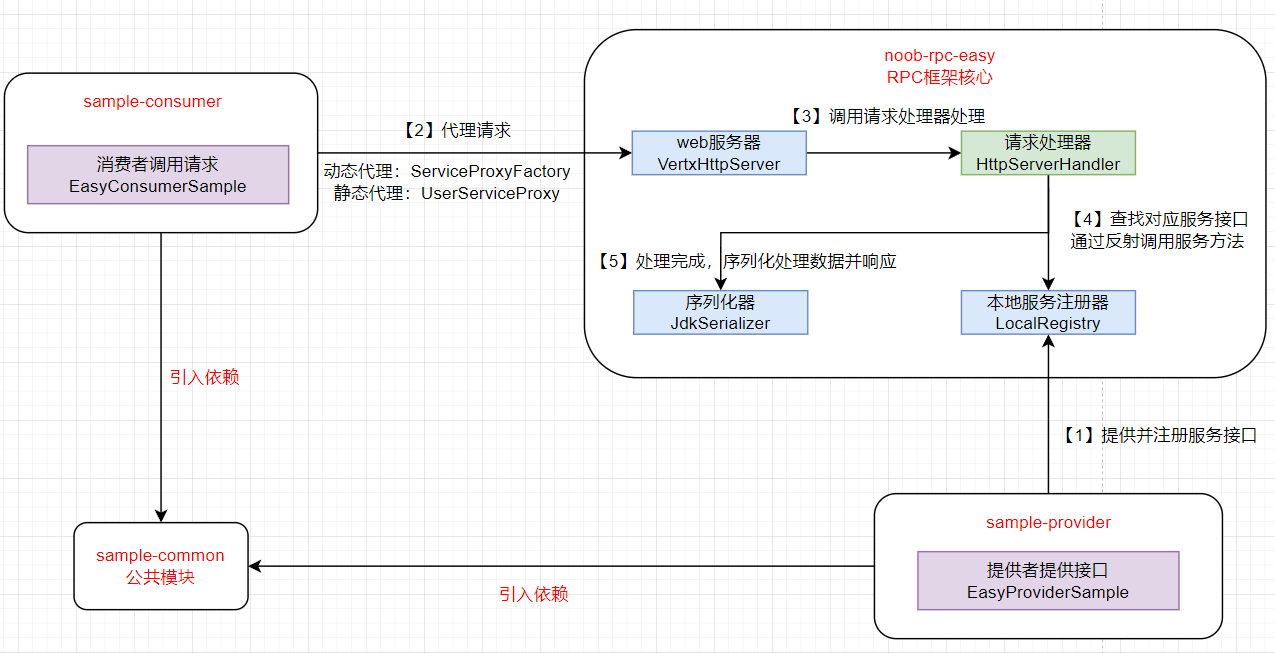 noob-rpc-easy
RPC框架核心
sample-consumer
消费者调用请求
EasyConsumerSample
【2】代理请求
动态代理：ServiceProxyFactory
静态代理：UserServiceProxy
web服务器
VertxHttpServer
【3】调用请求处理器处理
请求处理器
HttpServerHandler
【4】查找对应服务接口
通过反射调用服务方法
【5】处理完成，序列化处理数据并响应
序列化器
JdkSerializer
本地服务注册器
LocalRegistry
引入依赖
【1】提供并注册服务接口
sample-provider
提供者提供接口
EasyProviderSample
sample-common
公共模块
引入依赖